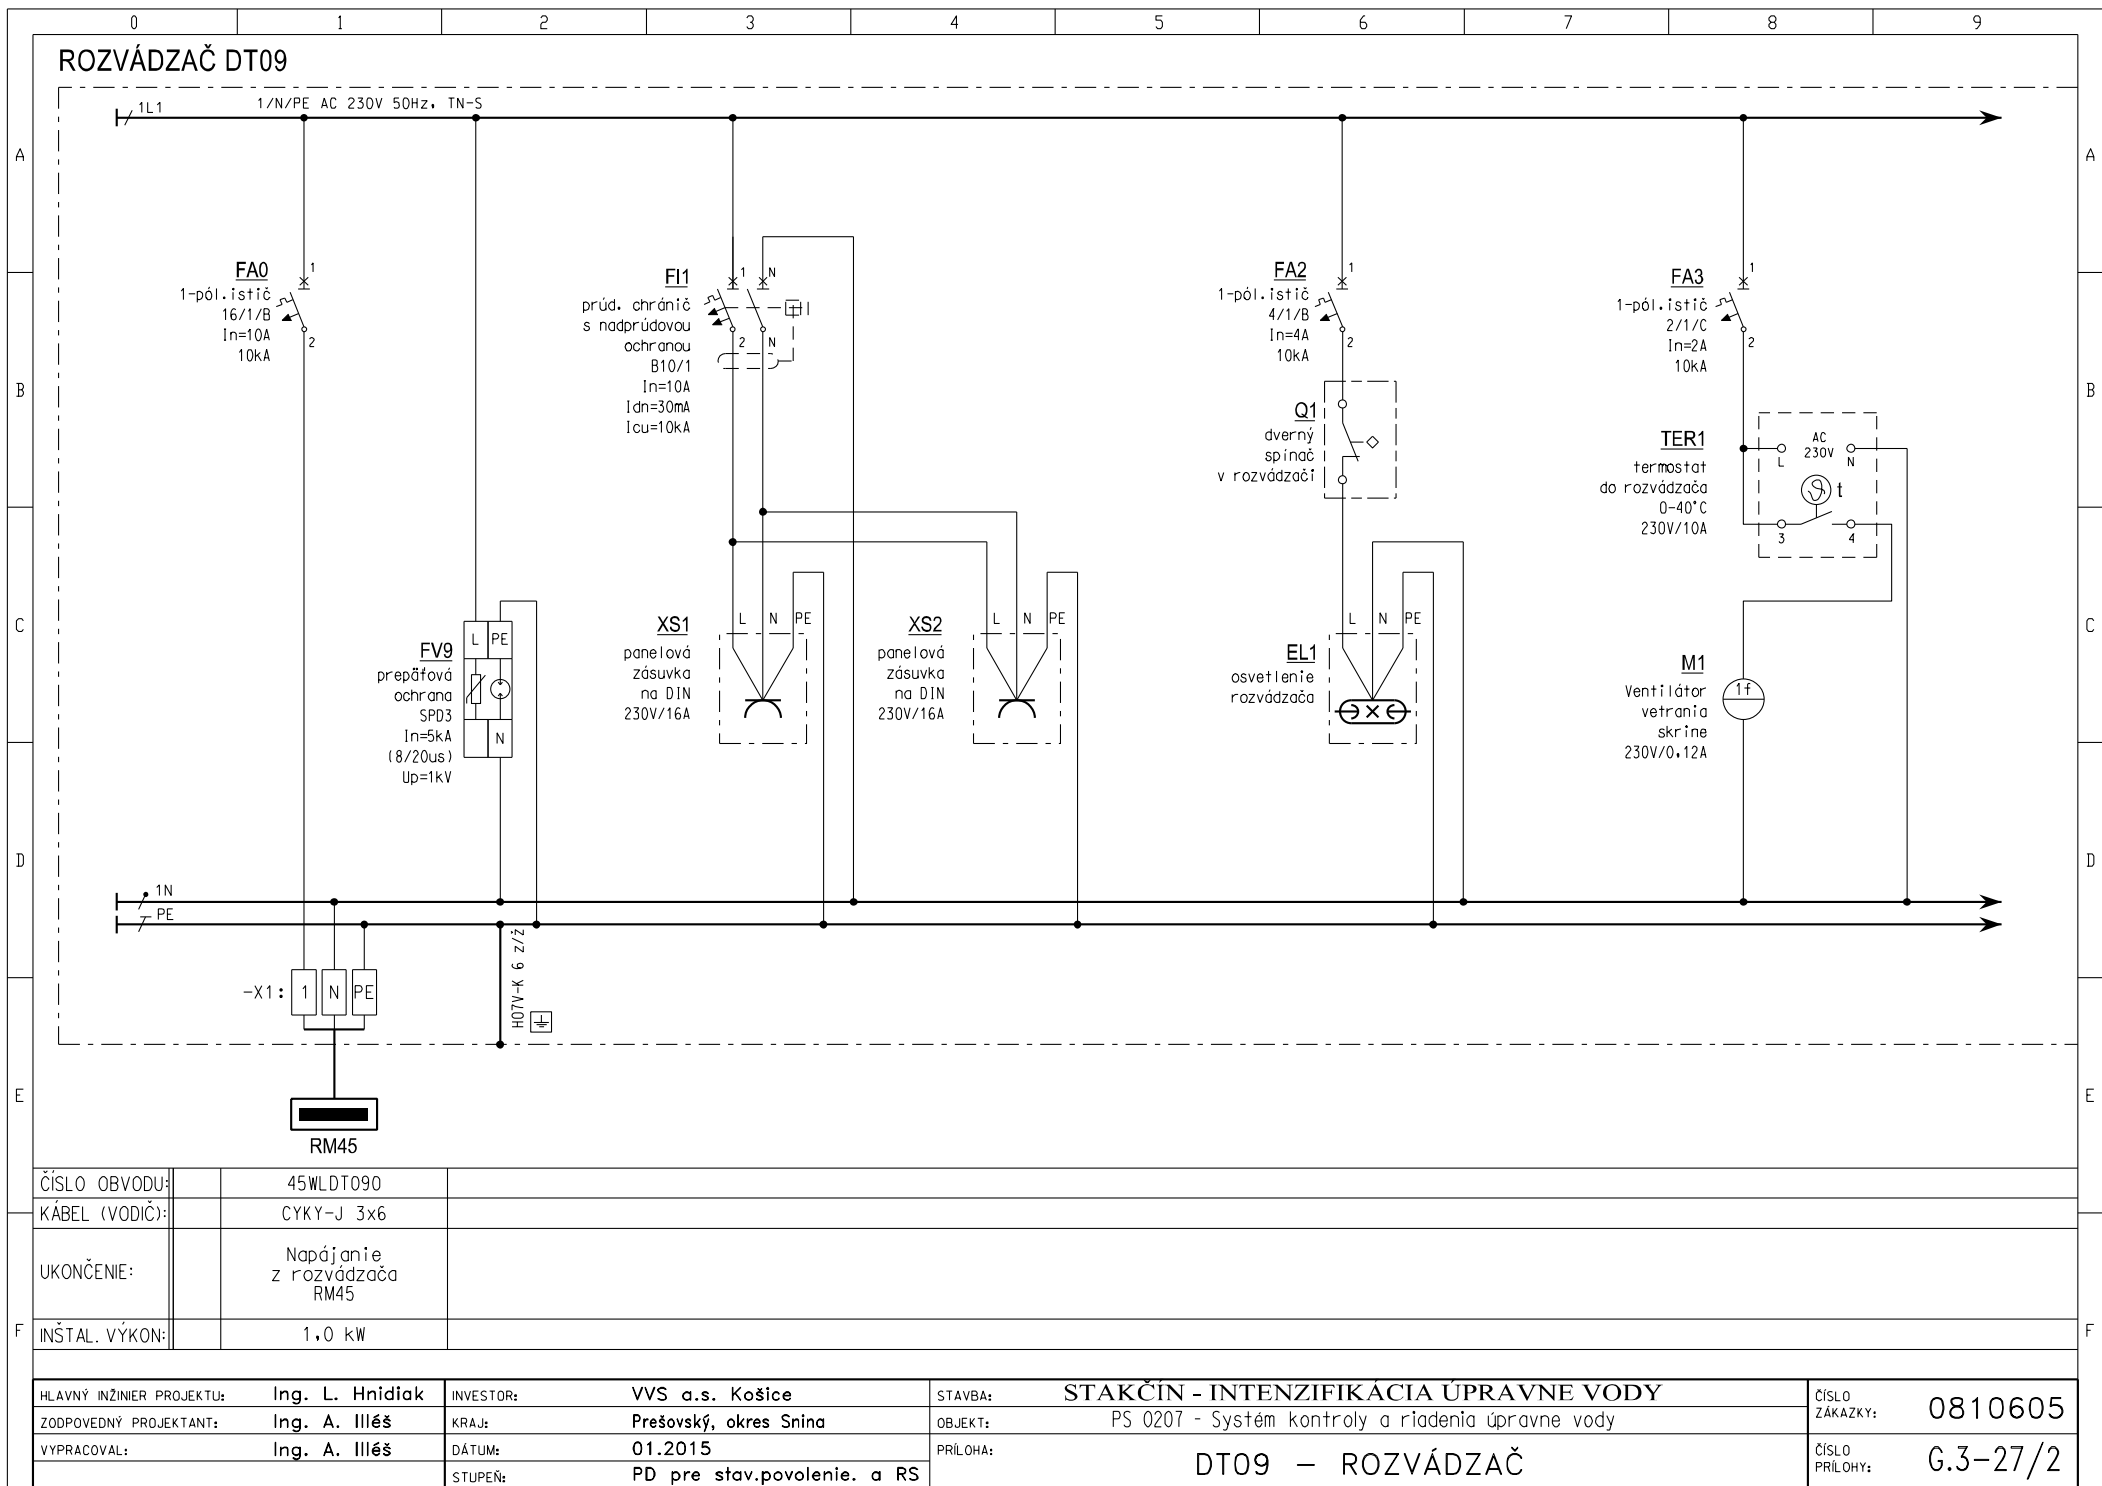 0 1 2 3 4 5 6 7 8 9
ROZVÁDZAČ DT09
1L1
1/N/PE AC 230V 50Hz, TN-S
A
A
B
B
C
C
D
D
E
E
F
F
FA0
1-pól.istič
16/1/B
In=10A
10kA
1
2
FV9
prepäťová
ochrana
SPD3
In=5kA
(8/20us)
Up=1kV
L PE
N
FI1
prúd. chránič
s nadprúdovou
ochranou
B10/1
In=10A
Idn=30mA
Icu=10kA
1 N
2 N
XS1
panelová
zásuvka
na DIN
230V/16A
L N PE
XS2
panelová
zásuvka
na DIN
230V/16A
L N PE
FA2
1-pól.istič
4/1/B
In=4A
10kA
1
2
Q1
dverný
spínač
v rozvádzači
EL1
osvetlenie
rozvádzača
L N PE
FA3
1-pól.istič
2/1/C
In=2A
10kA
1
2
TER1
termostat
do rozvádzača
0-40°C
230V/10A
AC
230V
L N
t
3 4
M1
Ventilátor
vetrania
skrine
230V/0,12A
1f
1N
PE
-X1: 1 N PE
H07V-K 6 z/ž
RM45
ČÍSLO OBVODU: 45WLDT090
KÁBEL (VODIČ): CYKY-J 3x6
UKONČENIE:
Napájanie
z rozvádzača
RM45
INŠTAL. VÝKON: 1,0 kW
HLAVNÝ INŽINIER PROJEKTU: Ing. L. Hnidiak
ZODPOVEDNÝ PROJEKTANT: Ing. A. Illéš
VYPRACOVAL: Ing. A. Illéš
INVESTOR: VVS a.s. Košice
KRAJ: Prešovský, okres Snina
DÁTUM: 01.2015
STUPEŇ: PD pre stav.povolenie. a RS
STAVBA: STAKČÍN - INTENZIFIKÁCIA ÚPRAVNE VODY
OBJEKT: PS 0207 - Systém kontroly a riadenia úpravne vody
PRÍLOHA: DT09 – ROZVÁDZAČ
ČÍSLO
ZÁKAZKY: 0810605
ČÍSLO
PRÍLOHY: G.3-27/2